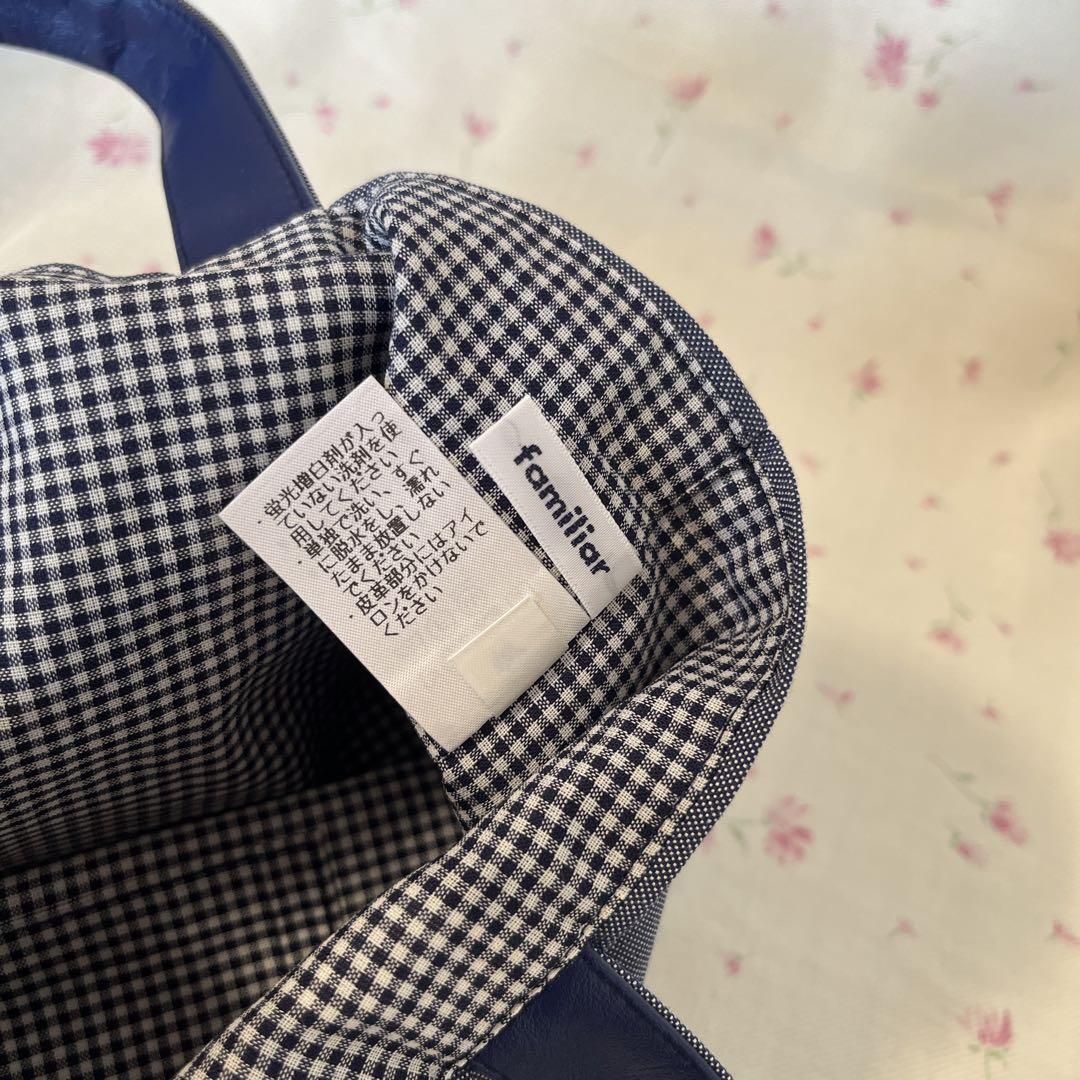 ・蛍光増白剤が入っ
ていない洗剤を使
用してください
・単独で洗い、すぐ
に脱水をし、濡れ
たまま放置しない
でください
・皮革部分にはアイ
ロンをかけないで
ください
familiar